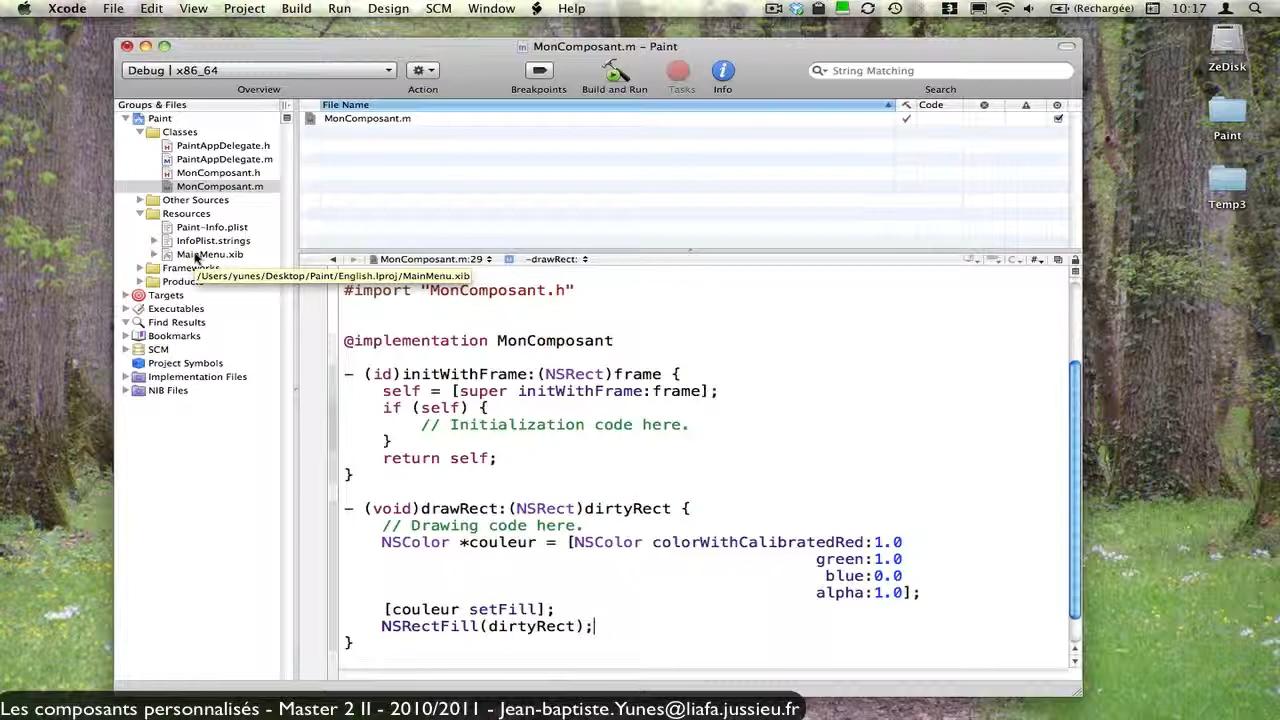 Xcode File Edit View Project Build Run Design SCM Window Help (Rechargée) 10:17
MonComposant.m - Paint
Debug | x86_64
String Matching
Overview Action Breakpoints Build and Run Tasks Info Search
Groups & Files
File Name Code
Paint
MonComposant.m
Classes
PaintAppDelegate.h
PaintAppDelegate.m
MonComposant.h
MonComposant.m
Other Sources
Resources
Paint-Info.plist
InfoPlist.strings
MainMenu.xib
Frameworks
/Users/yunes/Desktop/Paint/English.lproj/MainMenu.xib
Products
Targets
Executables
Find Results
Bookmarks
SCM
Project Symbols
Implementation Files
NIB Files
MonComposant.m:29 -drawRect:
#import "MonComposant.h"
@implementation MonComposant
- (id)initWithFrame:(NSRect)frame {
self = [super initWithFrame:frame];
if (self) {
// Initialization code here.
}
return self;
}
- (void)drawRect:(NSRect)dirtyRect {
// Drawing code here.
NSColor *couleur = [NSColor colorWithCalibratedRed:1.0
green:1.0
blue:0.0
alpha:1.0];
[couleur setFill];
NSRectFill(dirtyRect);
}
ZeDisk
Paint
Temp3
Les composants personnalisés - Master 2 II - 2010/2011 - Jean-baptiste.Yunes@liafa.jussieu.fr